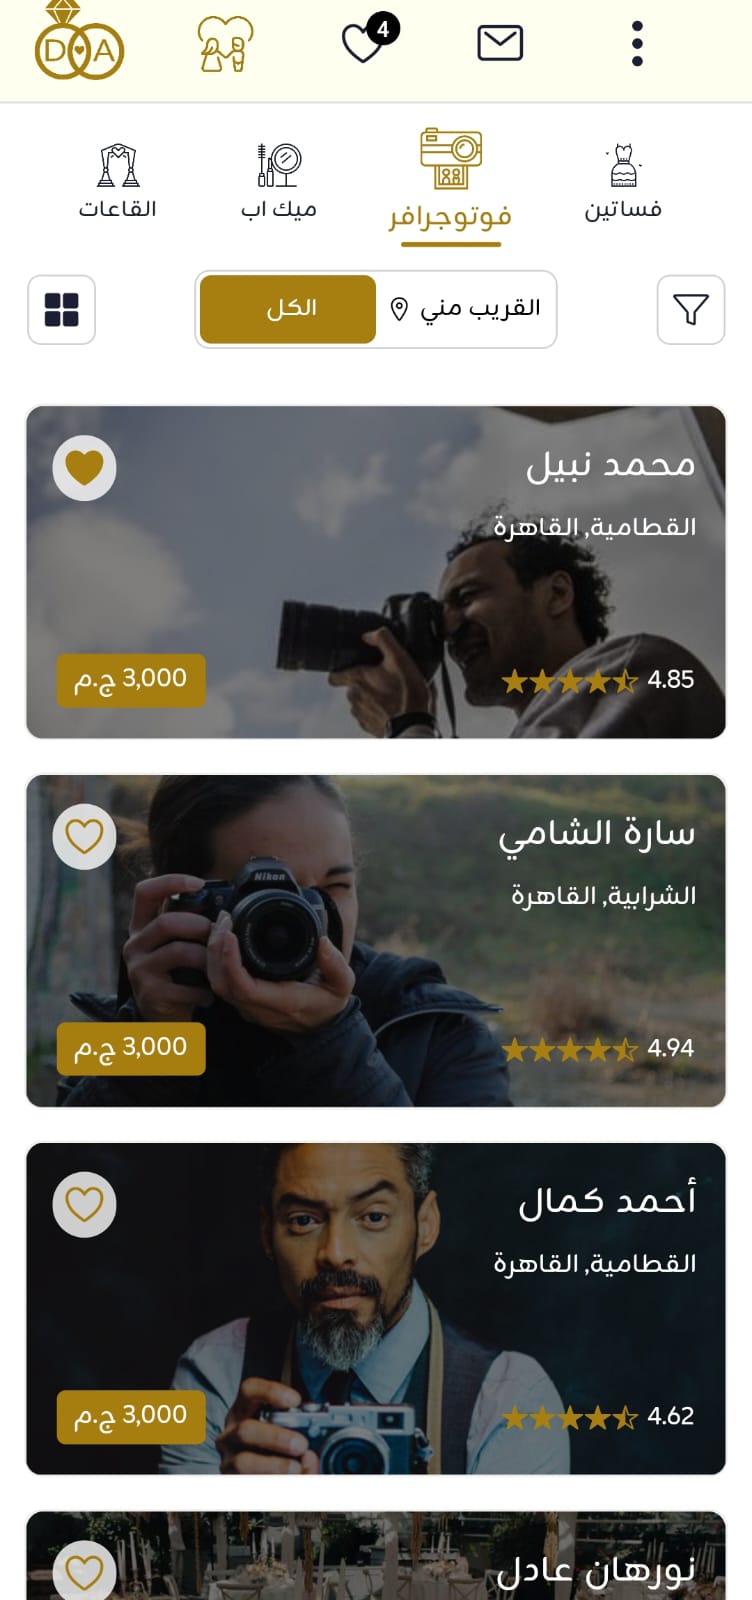 D A
4
فساتين
فوتوجرافر
ميك اب
القاعات
القريب مني
الكل
محمد نبيل
القطامية, القاهرة
4.85
3,000 ج.م
سارة الشامي
الشرابية, القاهرة
Nikon
4.94
3,000 ج.م
أحمد كمال
القطامية, القاهرة
4.62
3,000 ج.م
نورهان عادل